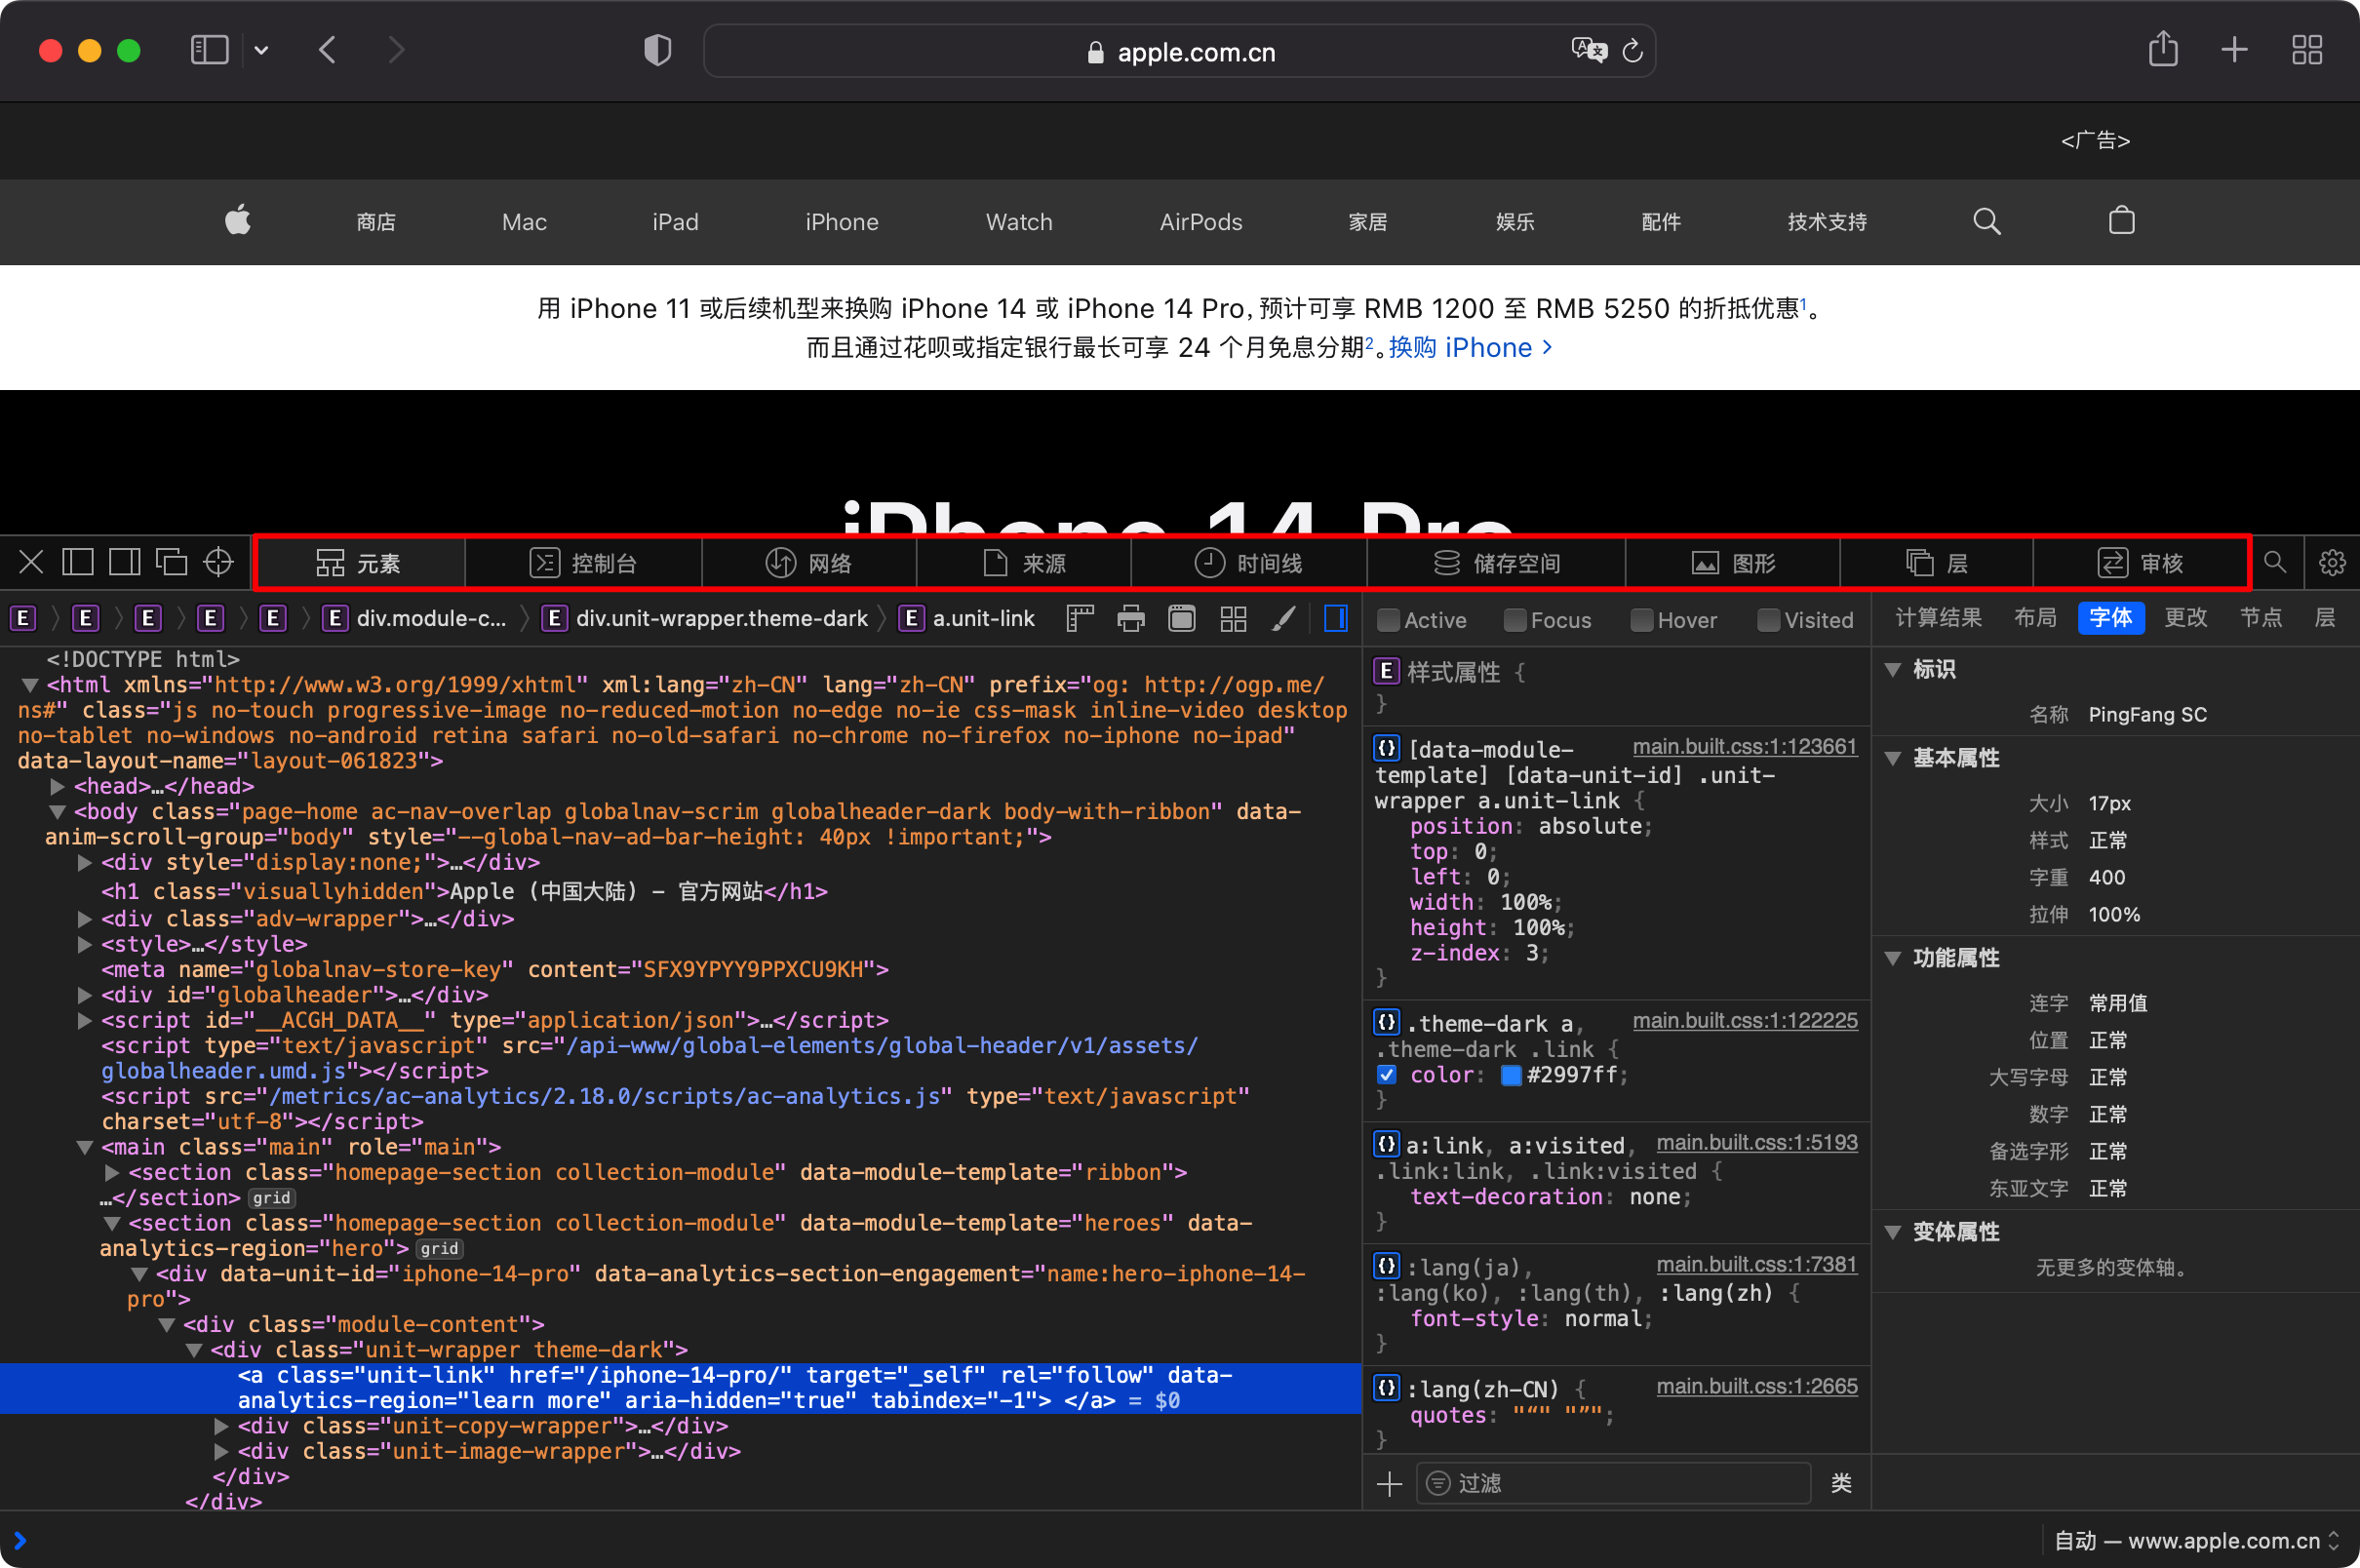 apple.com.cn
<广告>
商店 Mac iPad iPhone Watch AirPods 家居 娱乐 配件 技术支持
用 iPhone 11 或后续机型来换购 iPhone 14 或 iPhone 14 Pro，预计可享 RMB 1200 至 RMB 5250 的折抵优惠1。
而且通过花呗或指定银行最长可享 24 个月免息分期2。换购 iPhone >
iPhone 14 Pro
元素 控制台 网络 来源 时间线 储存空间 图形 层 审核
E E E E E E div.module-c... E div.unit-wrapper.theme-dark E a.unit-link
<!DOCTYPE html>
<html xmlns="http://www.w3.org/1999/xhtml" xml:lang="zh-CN" lang="zh-CN" prefix="og: http://ogp.me/
ns#" class="js no-touch progressive-image no-reduced-motion no-edge no-ie css-mask inline-video desktop
no-tablet no-windows no-android retina safari no-old-safari no-chrome no-firefox no-iphone no-ipad"
data-layout-name="layout-061823">
<head>…</head>
<body class="page-home ac-nav-overlap globalnav-scrim globalheader-dark body-with-ribbon" data-
anim-scroll-group="body" style="--global-nav-ad-bar-height: 40px !important;">
<div style="display:none;">…</div>
<h1 class="visuallyhidden">Apple (中国大陆) - 官方网站</h1>
<div class="adv-wrapper">…</div>
<style>…</style>
<meta name="globalnav-store-key" content="SFX9YPYY9PPXCU9KH">
<div id="globalheader">…</div>
<script id="__ACGH_DATA__" type="application/json">…</script>
<script type="text/javascript" src="/api-www/global-elements/global-header/v1/assets/
globalheader.umd.js"></script>
<script src="/metrics/ac-analytics/2.18.0/scripts/ac-analytics.js" type="text/javascript"
charset="utf-8"></script>
<main class="main" role="main">
<section class="homepage-section collection-module" data-module-template="ribbon">
…</section> grid
<section class="homepage-section collection-module" data-module-template="heroes" data-
analytics-region="hero"> grid
<div data-unit-id="iphone-14-pro" data-analytics-section-engagement="name:hero-iphone-14-
pro">
<div class="module-content">
<div class="unit-wrapper theme-dark">
<a class="unit-link" href="/iphone-14-pro/" target="_self" rel="follow" data-
analytics-region="learn more" aria-hidden="true" tabindex="-1"> </a> = $0
<div class="unit-copy-wrapper">…</div>
<div class="unit-image-wrapper">…</div>
</div>
</div>
Active Focus Hover Visited
E 样式属性 {
}
{} [data-module- main.built.css:1:123661
template] [data-unit-id] .unit-
wrapper a.unit-link {
position: absolute;
top: 0;
left: 0;
width: 100%;
height: 100%;
z-index: 3;
}
{} .theme-dark a, main.built.css:1:122225
.theme-dark .link {
color: #2997ff;
}
{} a:link, a:visited, main.built.css:1:5193
.link:link, .link:visited {
text-decoration: none;
}
{} :lang(ja), main.built.css:1:7381
:lang(ko), :lang(th), :lang(zh) {
font-style: normal;
}
{} :lang(zh-CN) { main.built.css:1:2665
quotes: "“" "”";
}
过滤 类
计算结果 布局 字体 更改 节点 层
标识
名称 PingFang SC
基本属性
大小 17px
样式 正常
字重 400
拉伸 100%
功能属性
连字 常用值
位置 正常
大写字母 正常
数字 正常
备选字形 正常
东亚文字 正常
变体属性
无更多的变体轴。
自动 — www.apple.com.cn